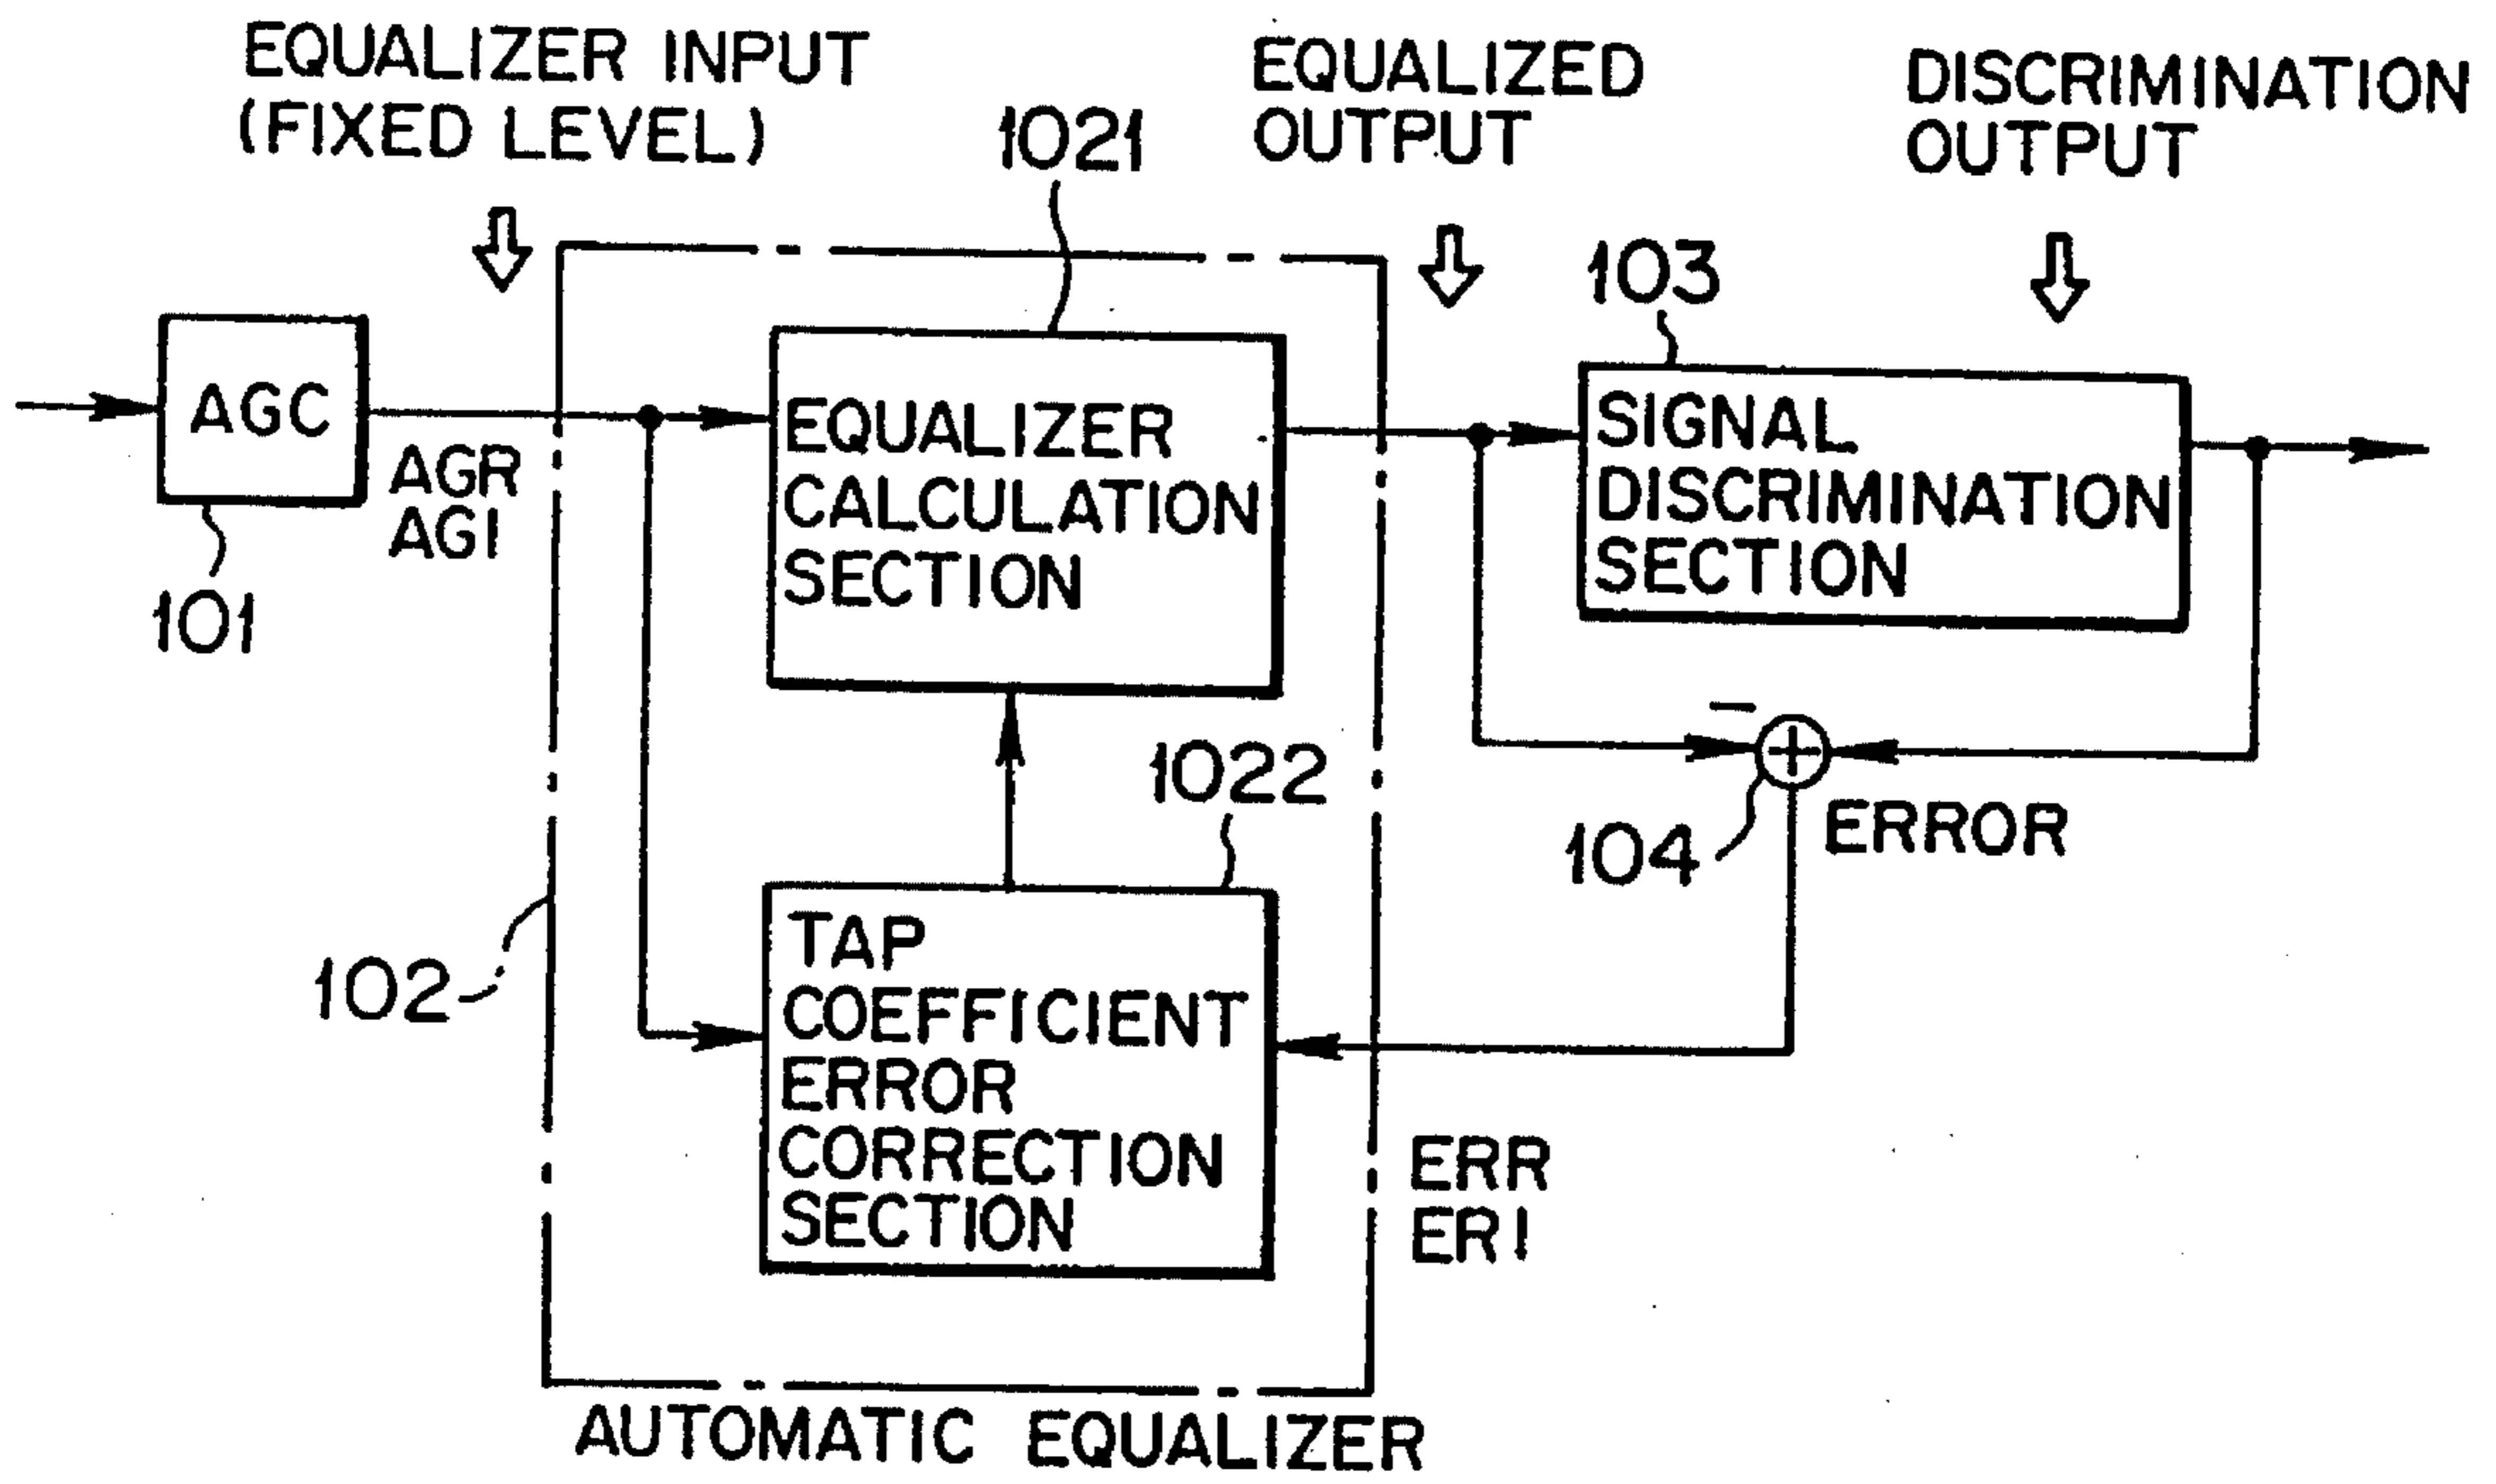 EQUALIZER INPUT
(FIXED LEVEL)
1021
EQUALIZED
OUTPUT
DISCRIMINATION
OUTPUT
103
AGC
AGR
AGI
101
EQUALIZER
CALCULATION
SECTION
SIGNAL
DISCRIMINATION
SECTION
−
1022
104
ERROR
102
TAP
COEFFICIENT
ERROR
CORRECTION
SECTION
ERR
ERI
AUTOMATIC EQUALIZER